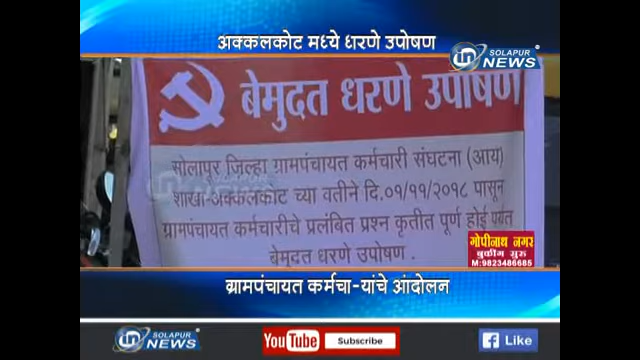 अक्कलकोट मध्ये धरणे उपोषण
in SOLAPUR NEWS
बेमुदत धरणे उपोषण
सोलापूर जिल्हा ग्रामपंचायत कर्मचारी संघटना (आय)
शाखा-अक्कलकोट च्या वतीने दि.०१/११/२०१८ पासून
ग्रामपंचायत कर्मचारीचे प्रलंबित प्रश्न कृतीत पूर्ण होई पर्यंत
बेमुदत धरणे उपोषण .
गोपीनाथ नगर
बुकींग सुरु
M:9823486685
ग्रामपंचायत कर्मचा-यांचे आंदोलन
in SOLAPUR NEWS
YouTube Subscribe
f Like